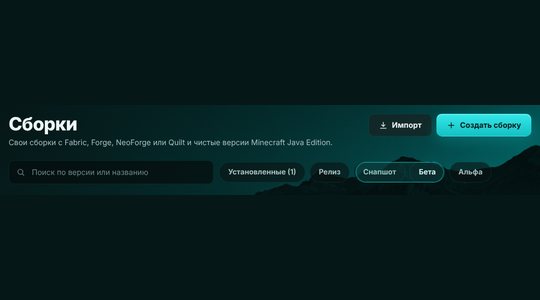 Сборки
Импорт
Создать сборку
Свои сборки с Fabric, Forge, NeoForge или Quilt и чистые версии Minecraft Java Edition.
Поиск по версии или названию
Установленные (1)
Релиз
Снапшот
Бета
Альфа